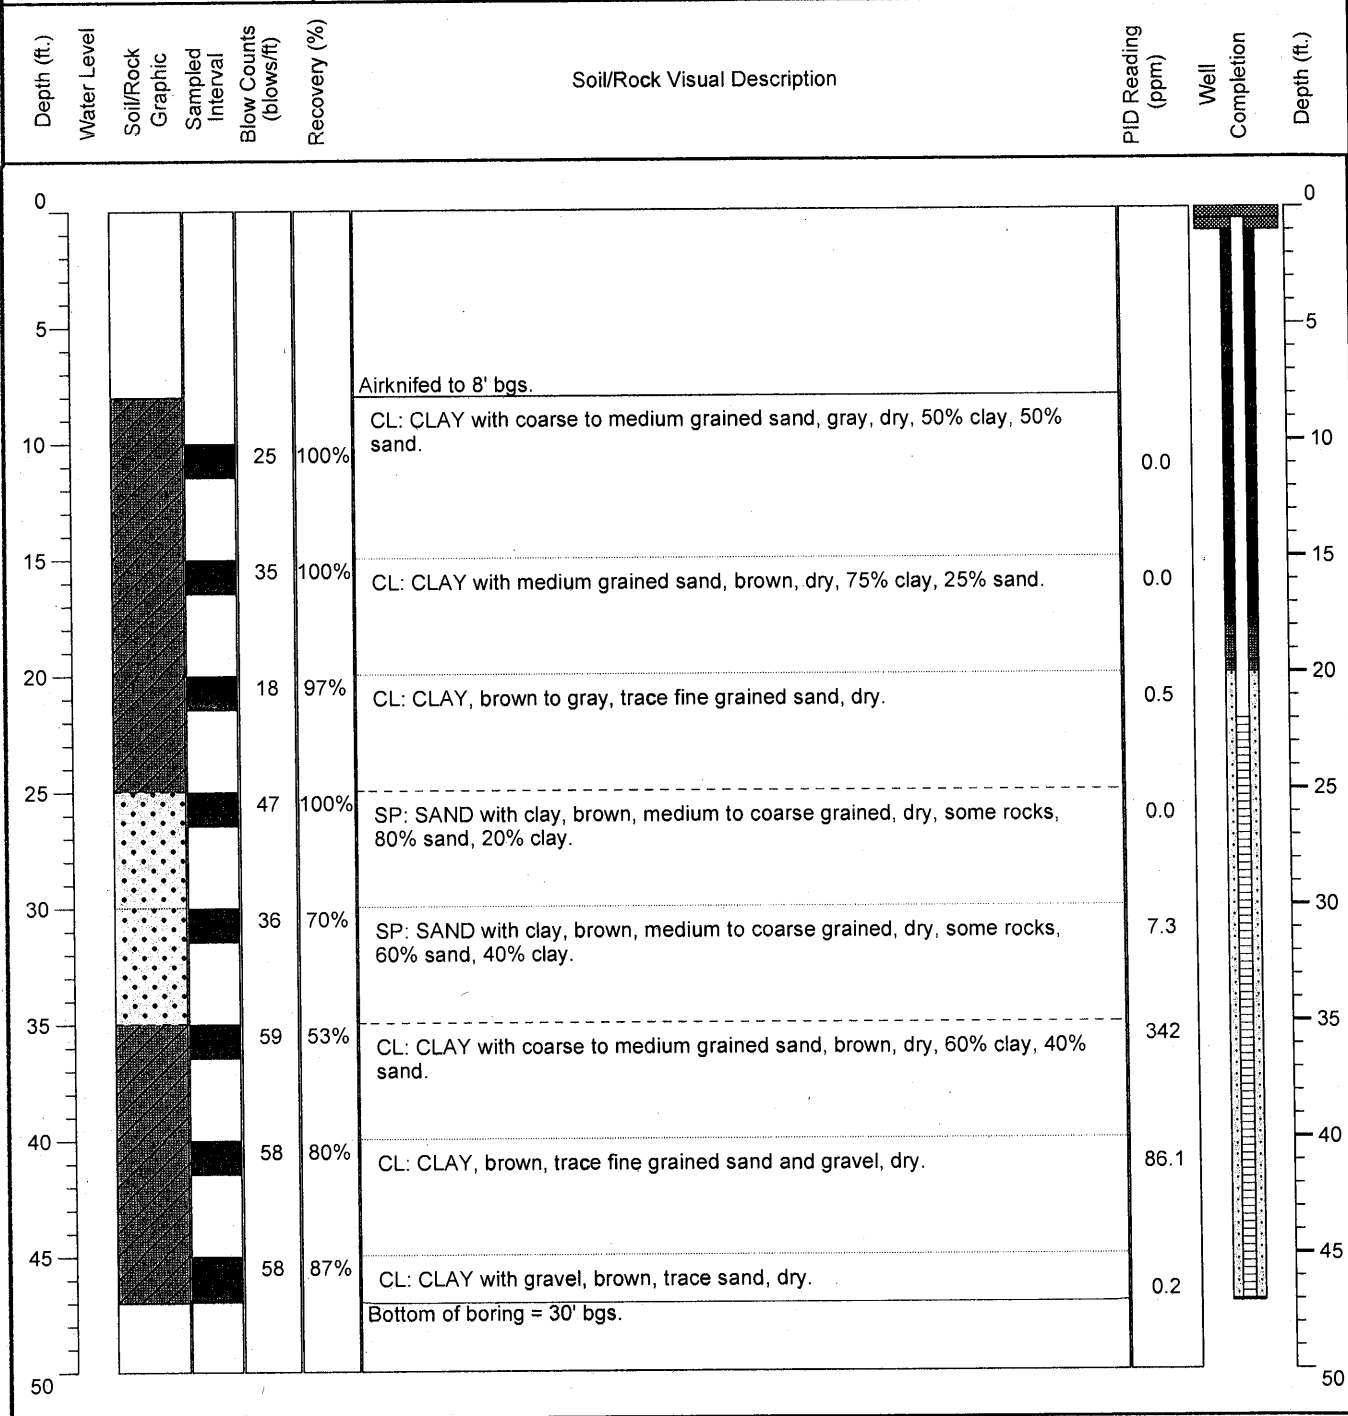 Depth (ft.)
Water Level
Soil/Rock
Graphic
Sampled
Interval
Blow Counts
(blows/ft)
Recovery (%)
Soil/Rock Visual Description
PID Reading
(ppm)
Well
Completion
Depth (ft.)
0
0
5
5
Airknifed to 8' bgs.
CL: CLAY with coarse to medium grained sand, gray, dry, 50% clay, 50%
sand.
10
25
100%
0.0
10
15
35
100%
CL: CLAY with medium grained sand, brown, dry, 75% clay, 25% sand.
0.0
15
20
18
97%
CL: CLAY, brown to gray, trace fine grained sand, dry.
0.5
20
25
47
100%
SP: SAND with clay, brown, medium to coarse grained, dry, some rocks,
80% sand, 20% clay.
0.0
25
30
36
70%
SP: SAND with clay, brown, medium to coarse grained, dry, some rocks,
60% sand, 40% clay.
7.3
30
35
59
53%
CL: CLAY with coarse to medium grained sand, brown, dry, 60% clay, 40%
sand.
342
35
40
58
80%
CL: CLAY, brown, trace fine grained sand and gravel, dry.
86.1
40
45
58
87%
CL: CLAY with gravel, brown, trace sand, dry.
0.2
45
Bottom of boring = 30' bgs.
50
50